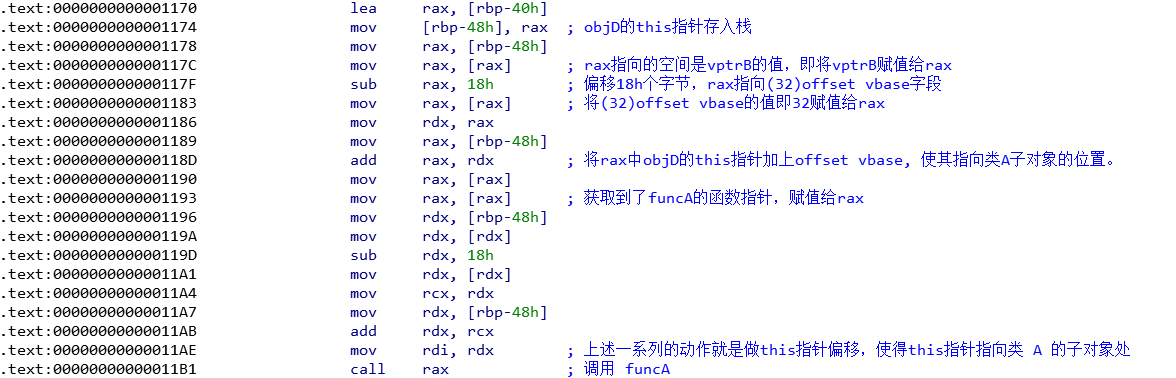 .text:0000000000001170 lea rax, [rbp-40h]
.text:0000000000001174 mov [rbp-48h], rax ; objD的this指针存入栈
.text:0000000000001178 mov rax, [rbp-48h]
.text:000000000000117C mov rax, [rax] ; rax指向的空间是vptrB的值，即将vptrB赋值给rax
.text:000000000000117F sub rax, 18h ; 偏移18h个字节，rax指向(32)offset vbase字段
.text:0000000000001183 mov rax, [rax] ; 将(32)offset vbase的值即32赋值给rax
.text:0000000000001186 mov rdx, rax
.text:0000000000001189 mov rax, [rbp-48h]
.text:000000000000118D add rax, rdx ; 将rax中objD的this指针加上offset vbase, 使其指向类A子对象的位置。
.text:0000000000001190 mov rax, [rax]
.text:0000000000001193 mov rax, [rax] ; 获取到了funcA的函数指针，赋值给rax
.text:0000000000001196 mov rdx, [rbp-48h]
.text:000000000000119A mov rdx, [rdx]
.text:000000000000119D sub rdx, 18h
.text:00000000000011A1 mov rdx, [rdx]
.text:00000000000011A4 mov rcx, rdx
.text:00000000000011A7 mov rdx, [rbp-48h]
.text:00000000000011AB add rdx, rcx
.text:00000000000011AE mov rdi, rdx ; 上述一系列的动作就是做this指针偏移，使得this指针指向类 A 的子对象处
.text:00000000000011B1 call rax ; 调用 funcA